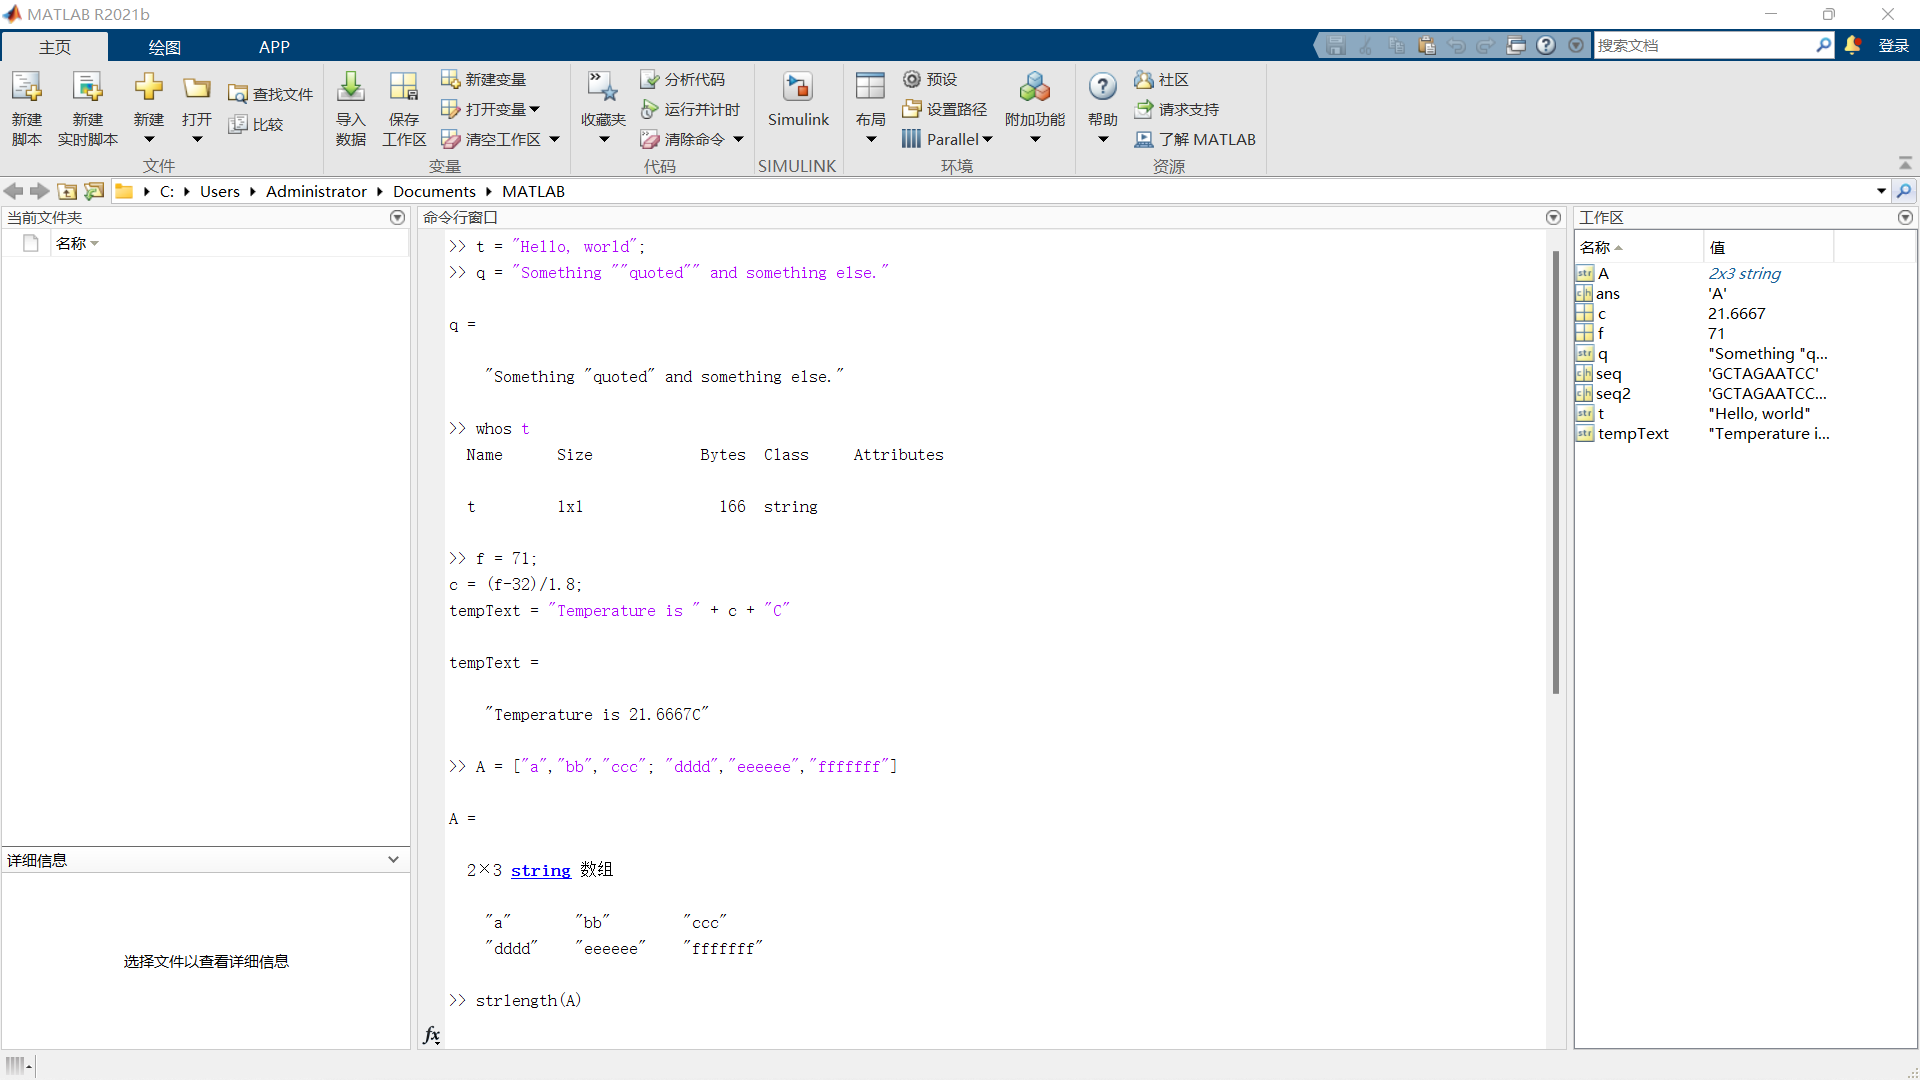 MATLAB R2021b
主页 绘图 APP
搜索文档
登录
新建
脚本
新建
实时脚本
新建
打开
查找文件
比较
文件
导入
数据
保存
工作区
新建变量
打开变量
清空工作区
变量
收藏夹
分析代码
运行并计时
清除命令
代码
Simulink
SIMULINK
布局
预设
设置路径
Parallel
附加功能
环境
帮助
社区
请求支持
了解 MATLAB
资源
C: Users Administrator Documents MATLAB
当前文件夹
名称
详细信息
选择文件以查看详细信息
命令行窗口
>> t = "Hello, world";
>> q = "Something ""quoted"" and something else."
q =
"Something "quoted" and something else."
>> whos t
Name Size Bytes Class Attributes
t 1x1 166 string
>> f = 71;
c = (f-32)/1.8;
tempText = "Temperature is " + c + "C"
tempText =
"Temperature is 21.6667C"
>> A = ["a","bb","ccc"; "dddd","eeeeee","fffffff"]
A =
2×3 string 数组
"a" "bb" "ccc"
"dddd" "eeeeee" "fffffff"
>> strlength(A)
fx
工作区
名称 值
str A 2x3 string
ch ans 'A'
c 21.6667
f 71
str q "Something "q...
ch seq 'GCTAGAATCC'
ch seq2 'GCTAGAATCC...
str t "Hello, world"
str tempText "Temperature i...